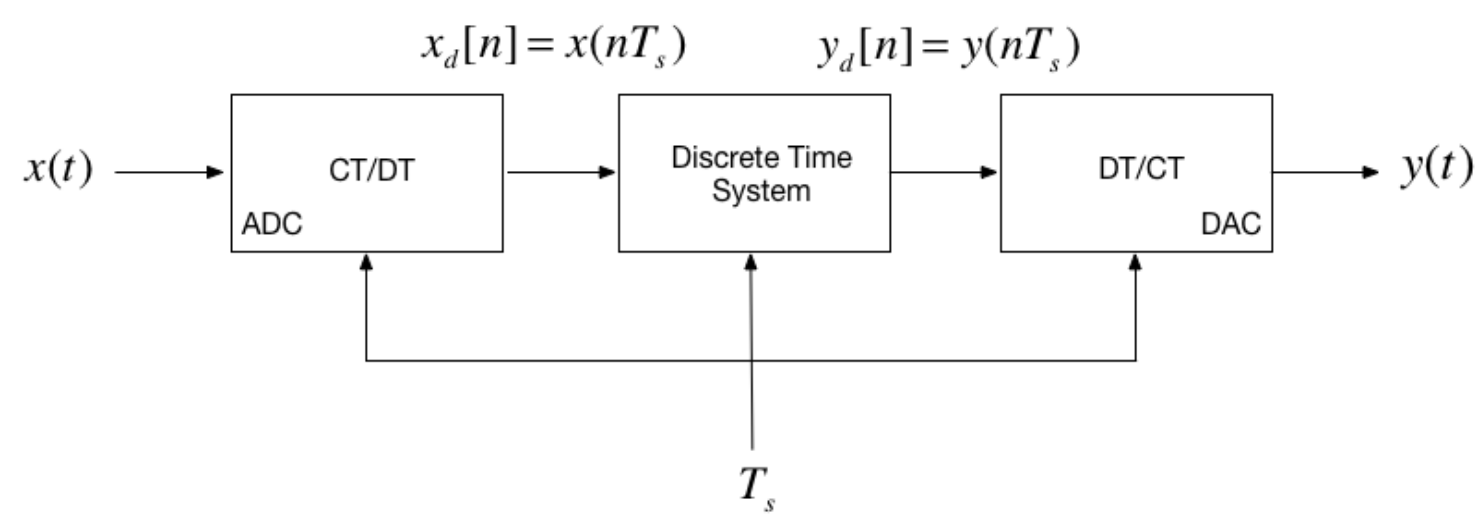 x_d[n] = x(nT_s)
y_d[n] = y(nT_s)
x(t)
CT/DT
ADC
Discrete Time
System
DT/CT
DAC
y(t)
T_s